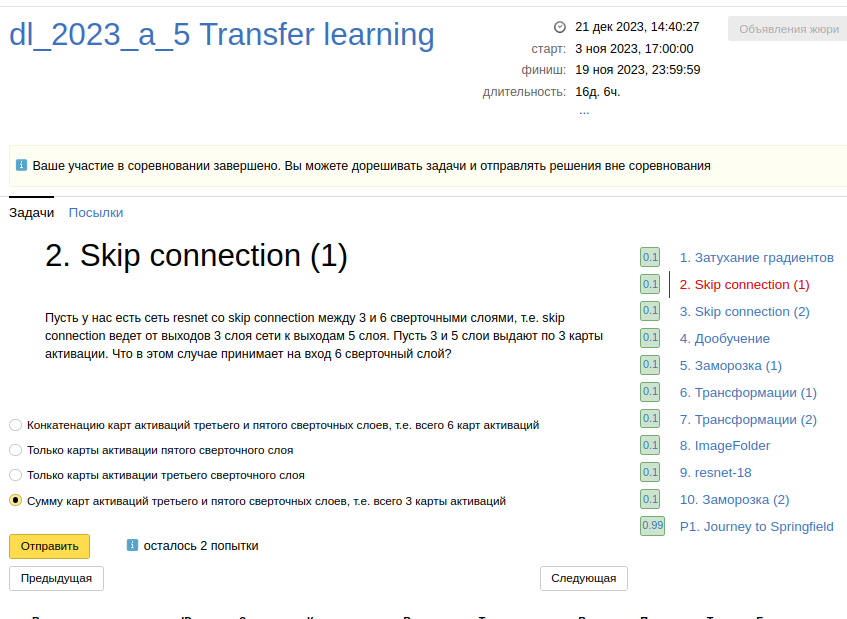 dl_2023_a_5 Transfer learning
21 дек 2023, 14:40:27
старт: 3 ноя 2023, 17:00:00
финиш: 19 ноя 2023, 23:59:59
длительность: 16д. 6ч.
...
Объявления жюри
Ваше участие в соревновании завершено. Вы можете дорешивать задачи и отправлять решения вне соревнования
Задачи Посылки
2. Skip connection (1)
Пусть у нас есть сеть resnet со skip connection между 3 и 6 сверточными слоями, т.е. skip
connection ведет от выходов 3 слоя сети к выходам 5 слоя. Пусть 3 и 5 слои выдают по 3 карты
активации. Что в этом случае принимает на вход 6 сверточный слой?
Конкатенацию карт активаций третьего и пятого сверточных слоев, т.е. всего 6 карт активаций
Только карты активации пятого сверточного слоя
Только карты активации третьего сверточного слоя
Сумму карт активаций третьего и пятого сверточных слоев, т.е. всего 3 карты активаций
Отправить осталось 2 попытки
Предыдущая Следующая
0.1 1. Затухание градиентов
0.1 2. Skip connection (1)
0.1 3. Skip connection (2)
0.1 4. Дообучение
0.1 5. Заморозка (1)
0.1 6. Трансформации (1)
0.1 7. Трансформации (2)
0.1 8. ImageFolder
0.1 9. resnet-18
0.1 10. Заморозка (2)
0.99 P1. Journey to Springfield